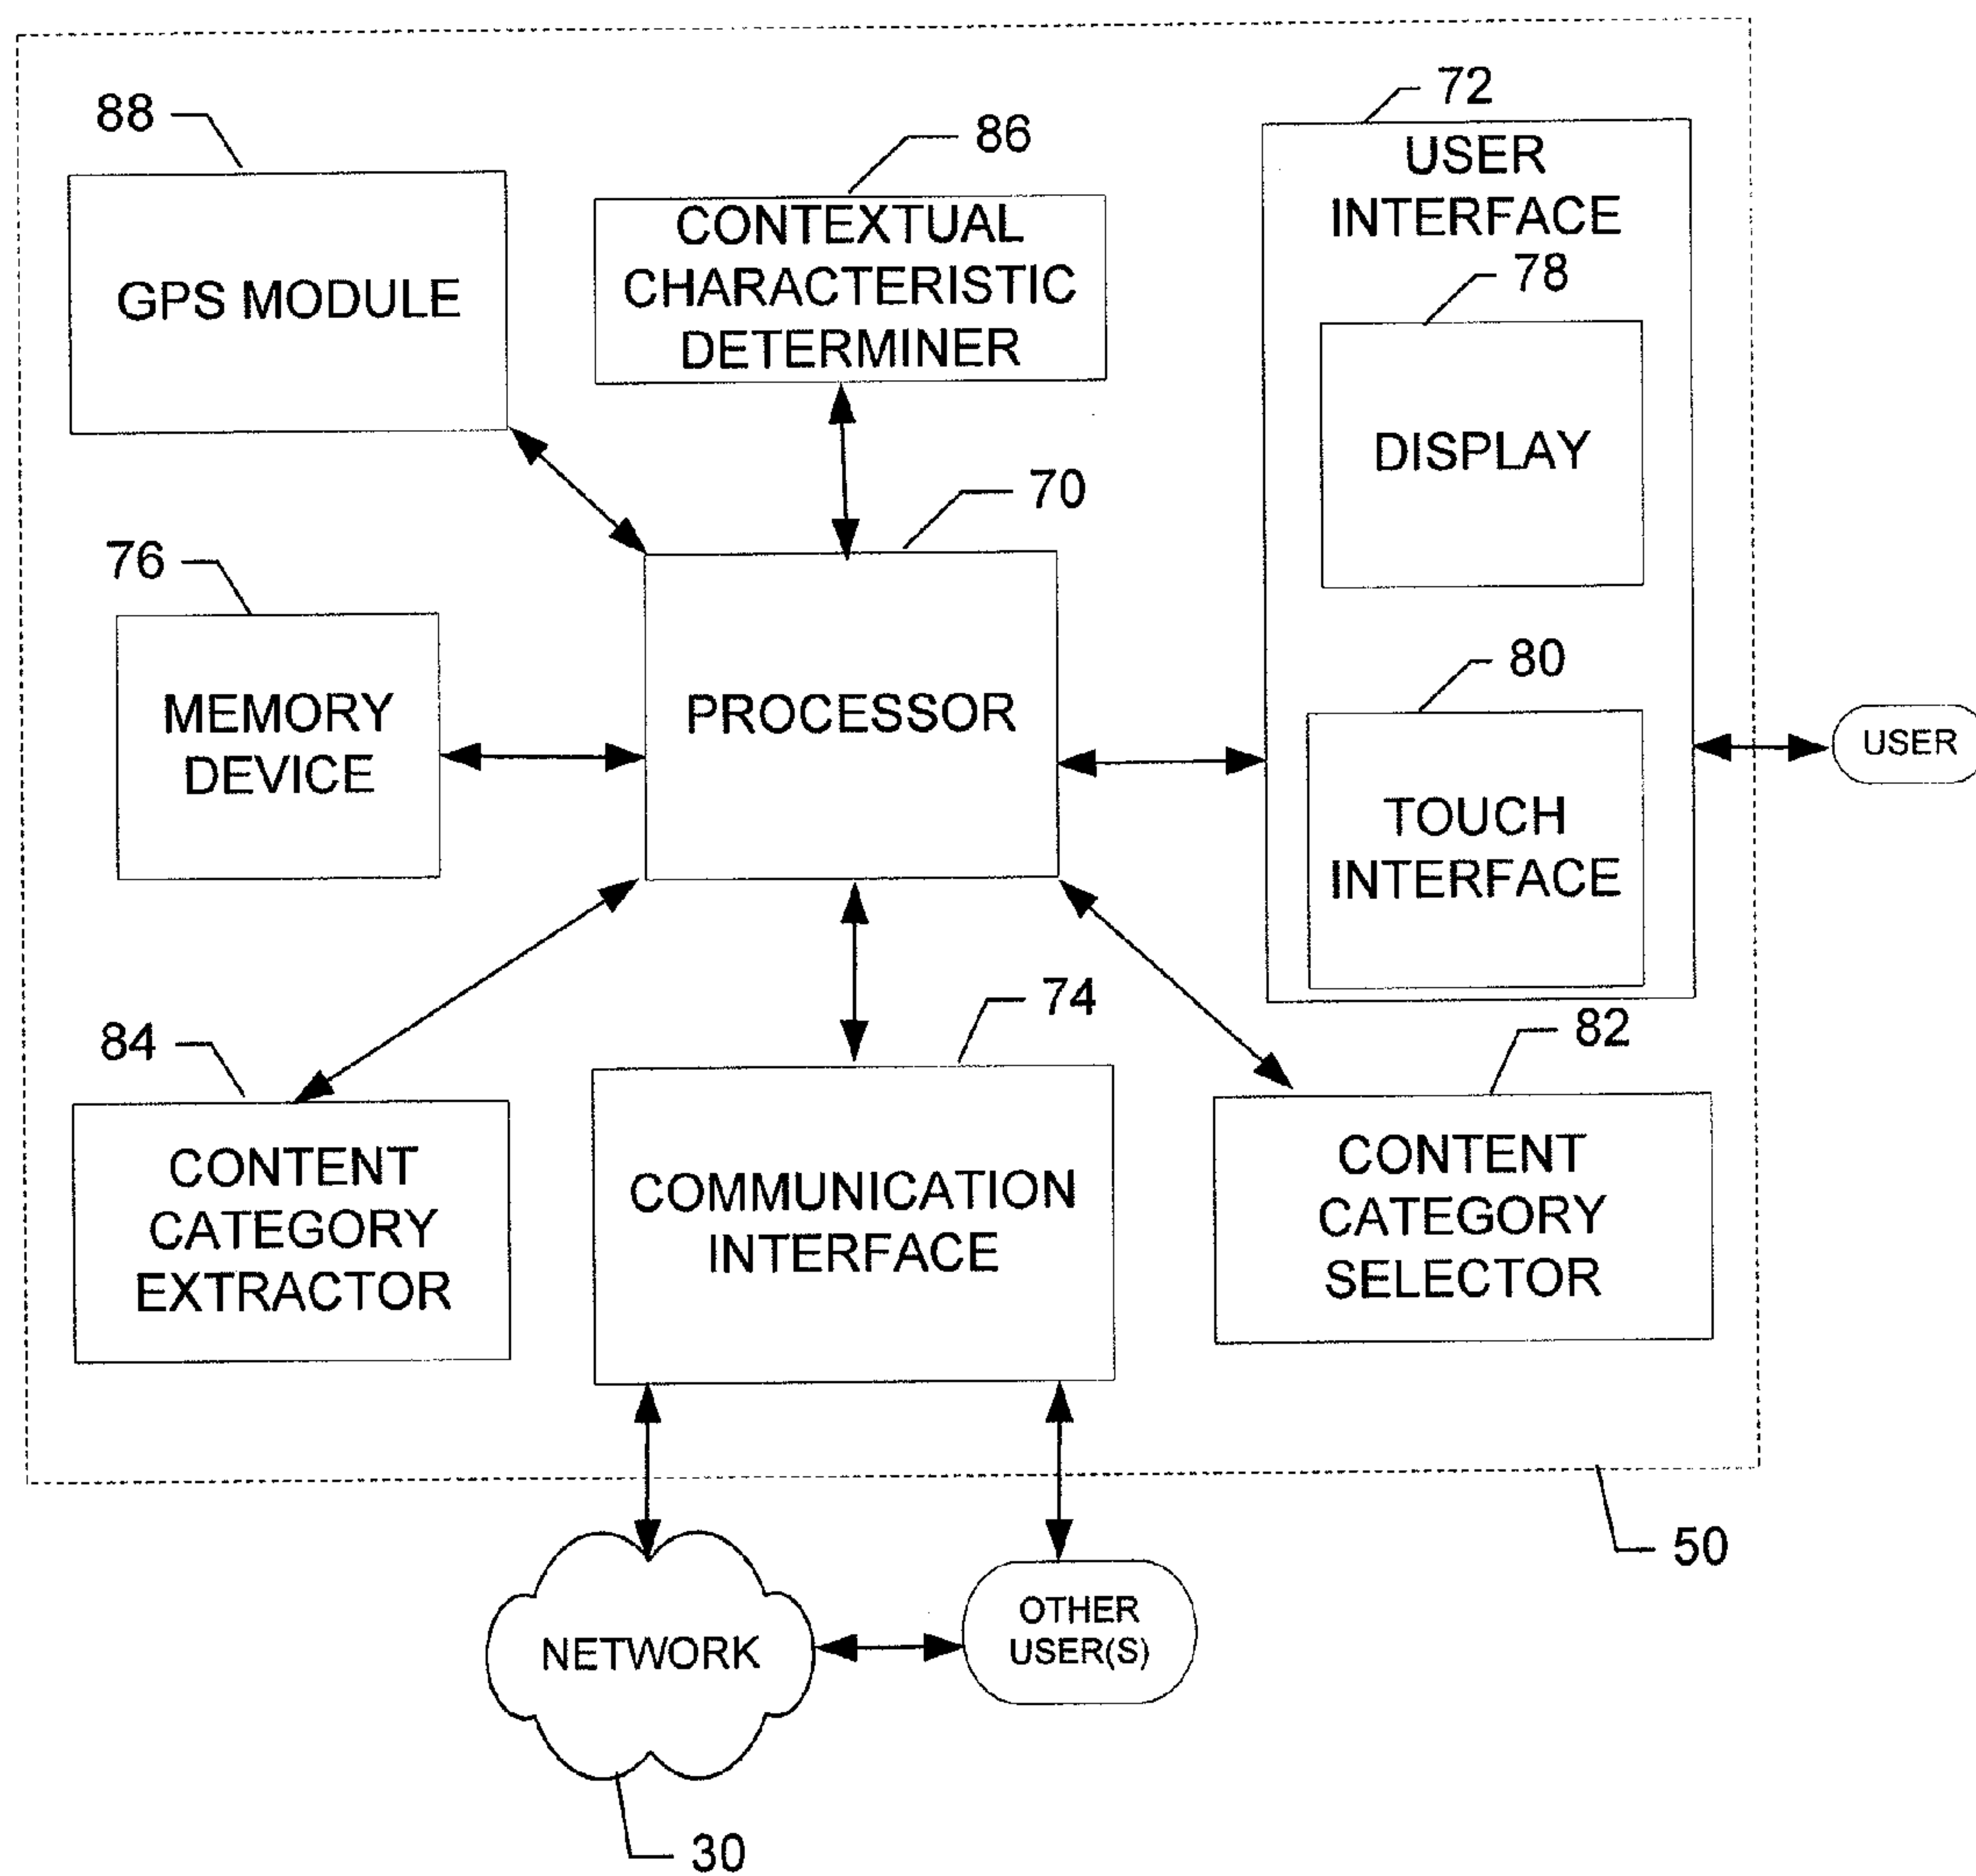 88
GPS MODULE
86
CONTEXTUAL
CHARACTERISTIC
DETERMINER
72
USER
INTERFACE
78
DISPLAY
70
PROCESSOR
76
MEMORY
DEVICE
80
TOUCH
INTERFACE
USER
84
CONTENT
CATEGORY
EXTRACTOR
74
COMMUNICATION
INTERFACE
82
CONTENT
CATEGORY
SELECTOR
50
NETWORK
OTHER
USER(S)
30